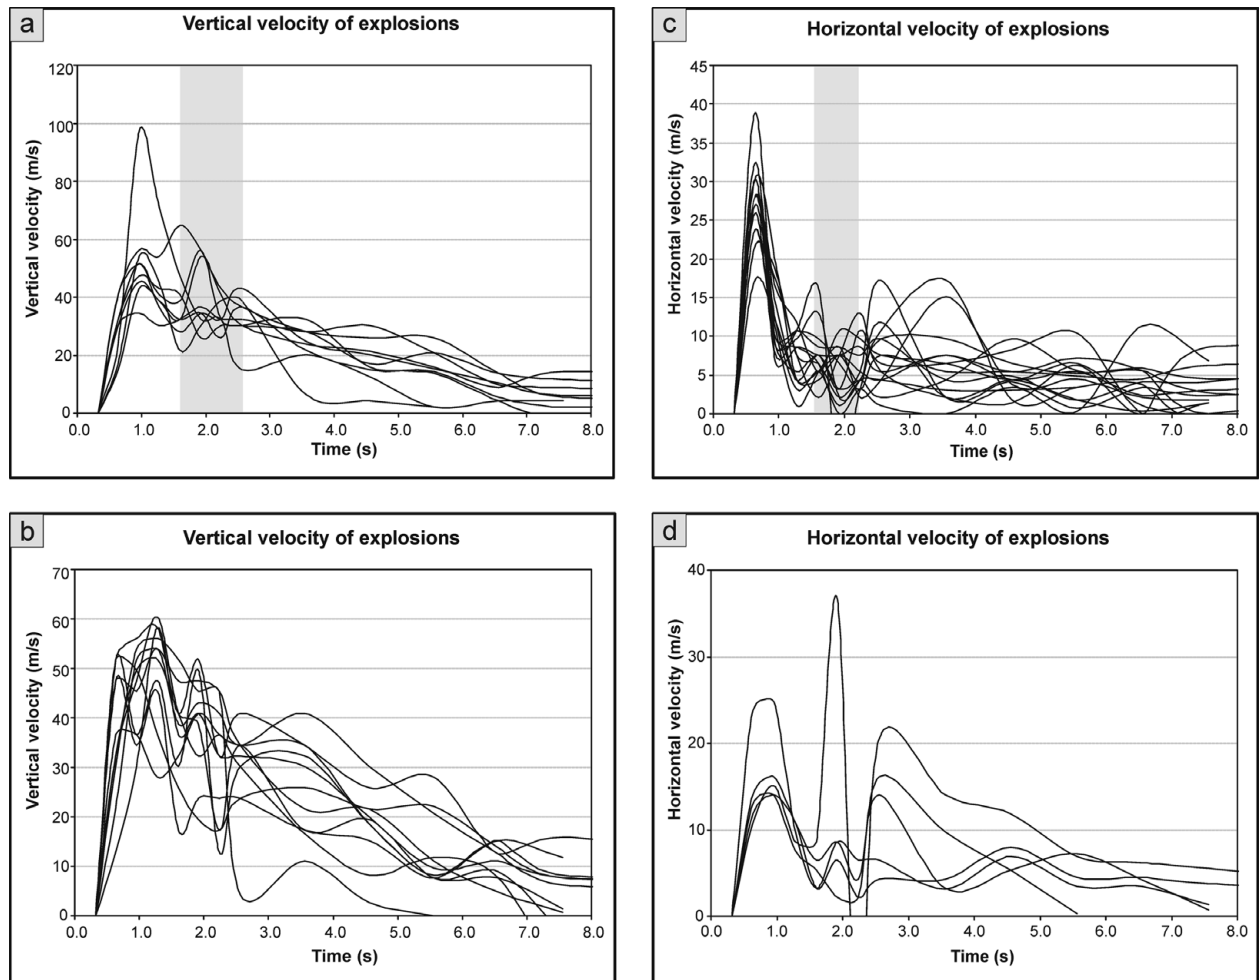 a
Vertical velocity of explosions
Vertical velocity (m/s)
120
100
80
60
40
20
0
0.0 1.0 2.0 3.0 4.0 5.0 6.0 7.0 8.0
Time (s)
c
Horizontal velocity of explosions
Horizontal velocity (m/s)
45
40
35
30
25
20
15
10
5
0
0.0 1.0 2.0 3.0 4.0 5.0 6.0 7.0 8.0
Time (s)
b
Vertical velocity of explosions
Vertical velocity (m/s)
70
60
50
40
30
20
10
0
0.0 1.0 2.0 3.0 4.0 5.0 6.0 7.0 8.0
Time (s)
d
Horizontal velocity of explosions
Horizontal velocity (m/s)
40
30
20
10
0
0.0 1.0 2.0 3.0 4.0 5.0 6.0 7.0 8.0
Time (s)